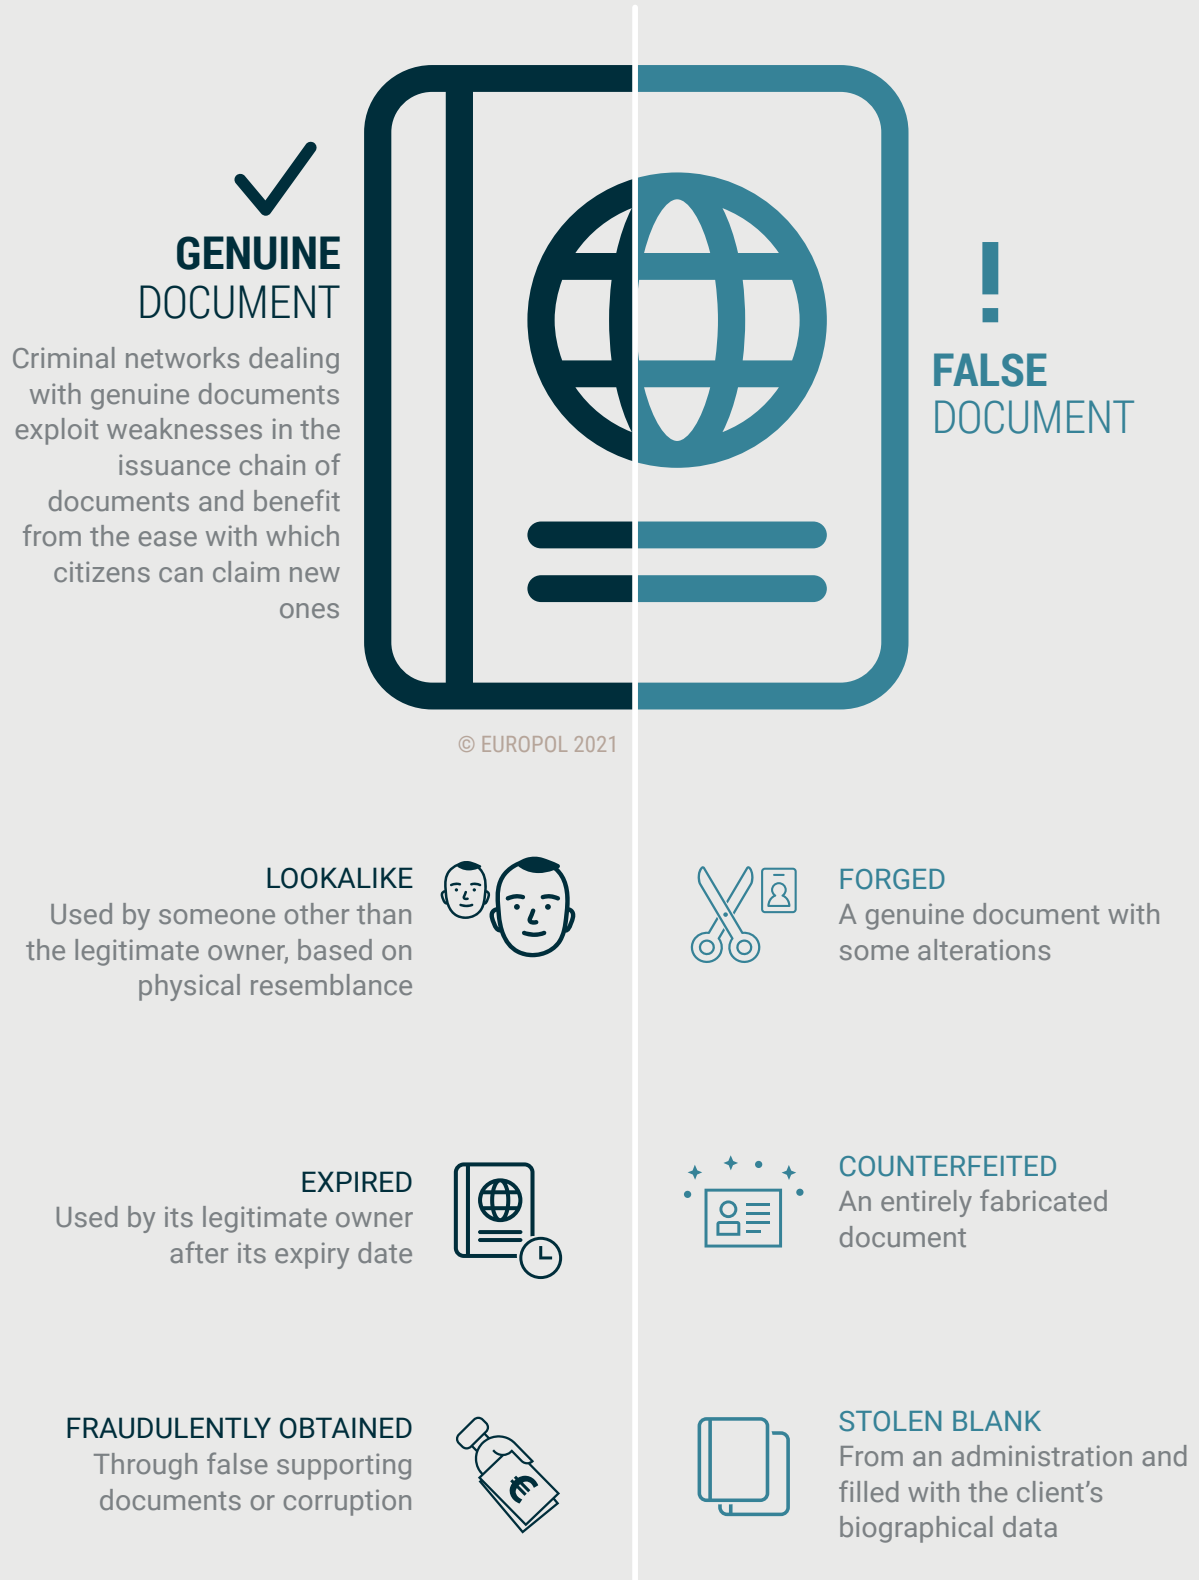 GENUINE
DOCUMENT
Criminal networks dealing
with genuine documents
exploit weaknesses in the
issuance chain of
documents and benefit
from the ease with which
citizens can claim new
ones
!
FALSE
DOCUMENT
© EUROPOL 2021
LOOKALIKE
Used by someone other than
the legitimate owner, based on
physical resemblance
EXPIRED
Used by its legitimate owner
after its expiry date
FRAUDULENTLY OBTAINED
Through false supporting
documents or corruption
€
FORGED
A genuine document with
some alterations
COUNTERFEITED
An entirely fabricated
document
STOLEN BLANK
From an administration and
filled with the client’s
biographical data